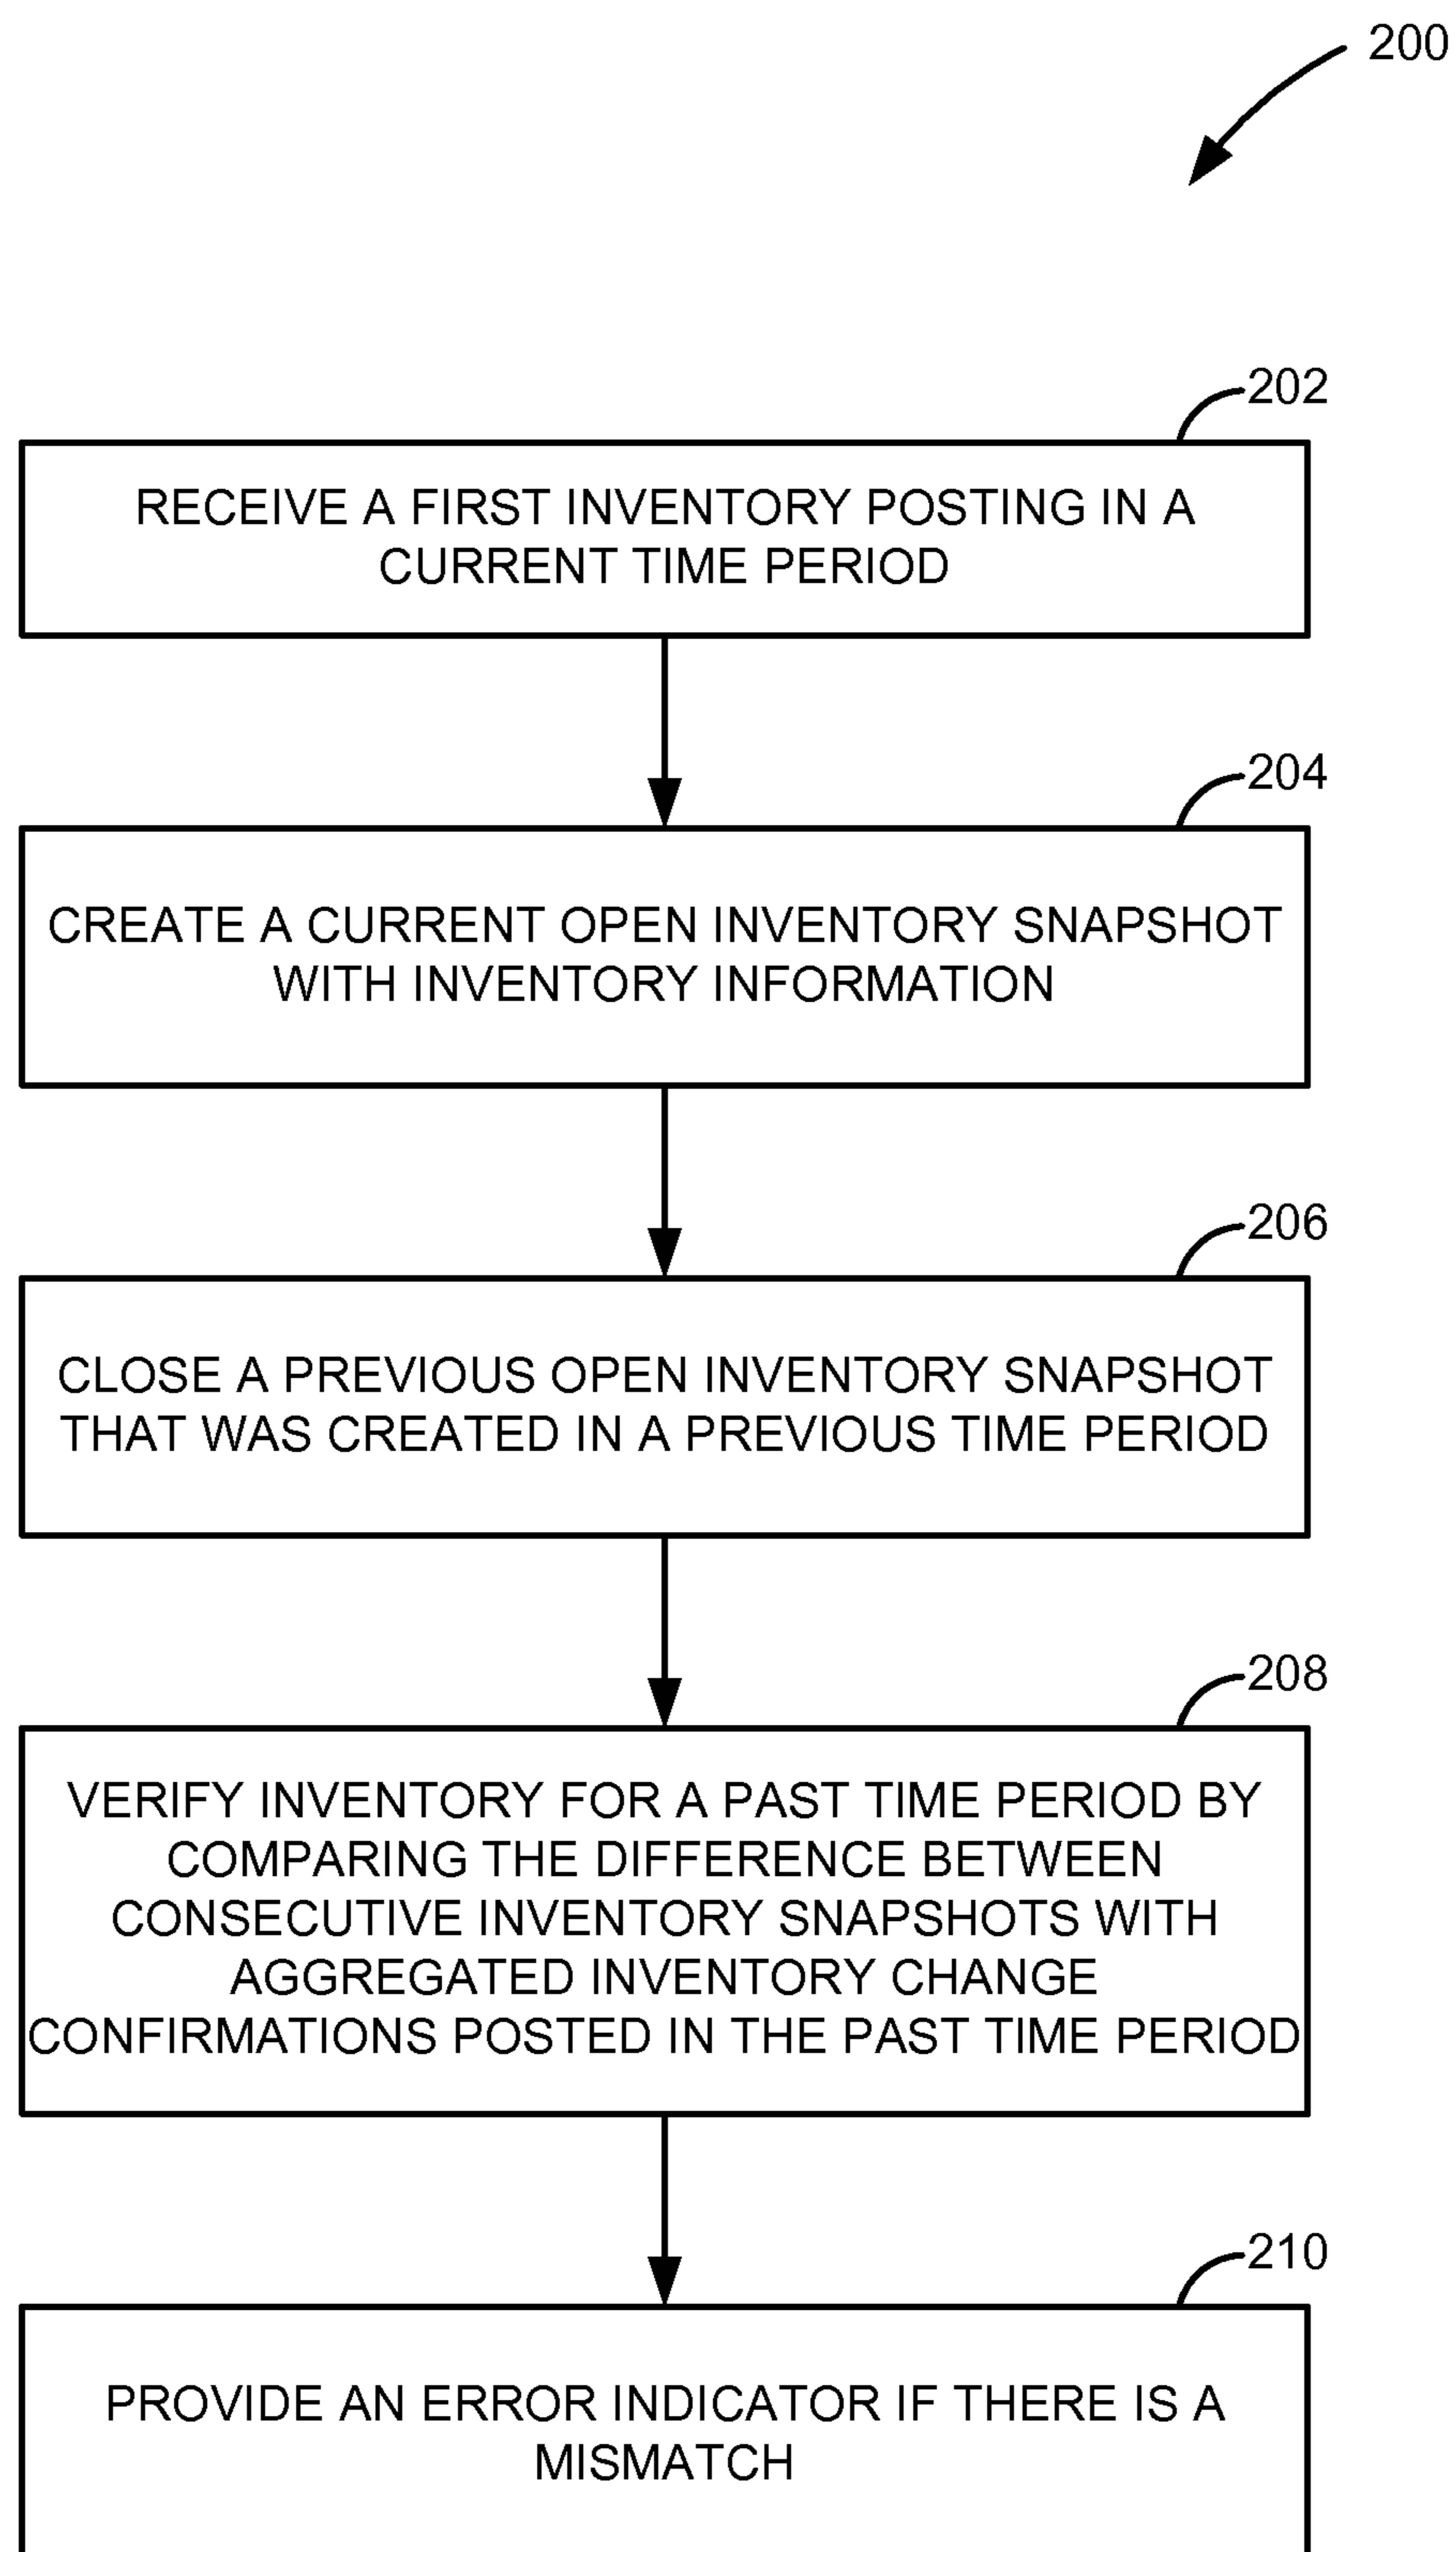 200
202
RECEIVE A FIRST INVENTORY POSTING IN A
CURRENT TIME PERIOD
204
CREATE A CURRENT OPEN INVENTORY SNAPSHOT
WITH INVENTORY INFORMATION
206
CLOSE A PREVIOUS OPEN INVENTORY SNAPSHOT
THAT WAS CREATED IN A PREVIOUS TIME PERIOD
208
VERIFY INVENTORY FOR A PAST TIME PERIOD BY
COMPARING THE DIFFERENCE BETWEEN
CONSECUTIVE INVENTORY SNAPSHOTS WITH
AGGREGATED INVENTORY CHANGE
CONFIRMATIONS POSTED IN THE PAST TIME PERIOD
210
PROVIDE AN ERROR INDICATOR IF THERE IS A
MISMATCH